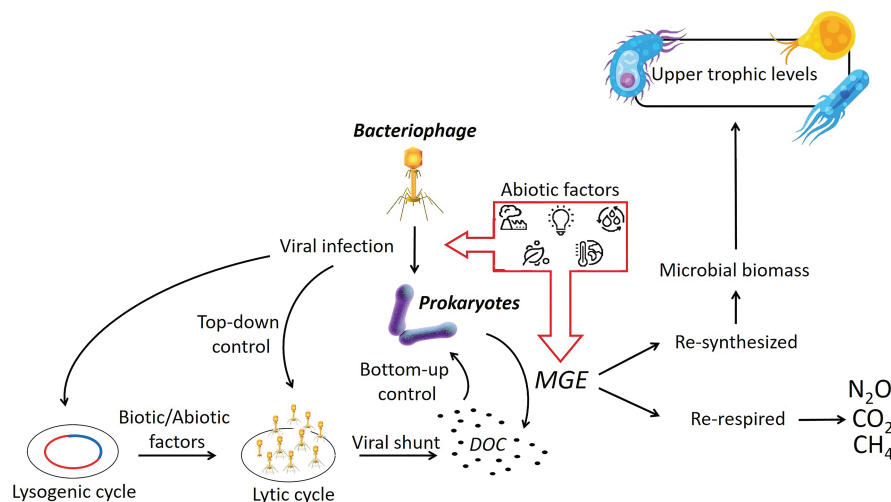 Upper trophic levels
Bacteriophage
Abiotic factors
Viral infection
Microbial biomass
Prokaryotes
Top-down
control
Re-synthesized
Bottom-up
control
MGE
N₂O
Re-respired
CO₂
CH₄
Biotic/Abiotic
factors
Viral shunt
DOC
Lysogenic cycle
Lytic cycle